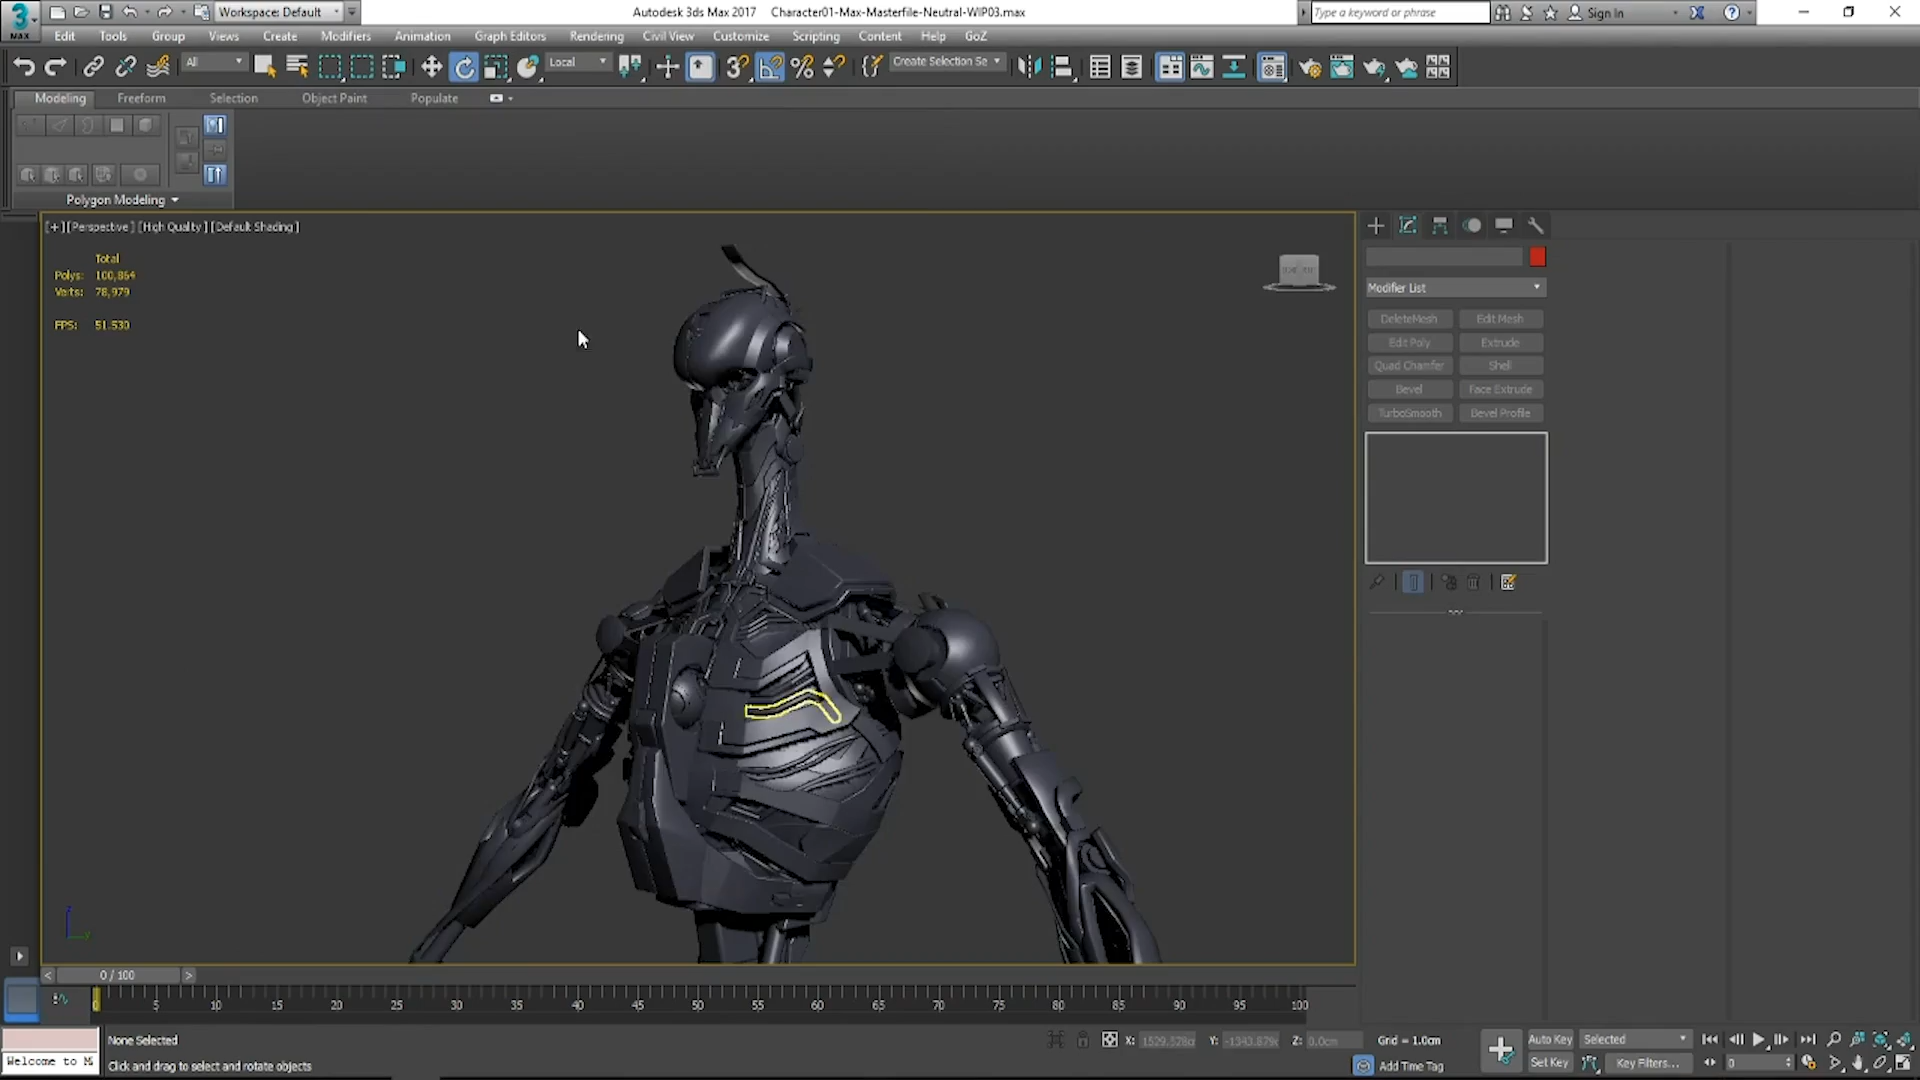 3
MAX
Workspace: Default
Autodesk 3ds Max 2017 Character01-Max-Masterfile-Neutral-WIP03.max
Type a keyword or phrase
Sign In
Edit Tools Group Views Create Modifiers Animation Graph Editors Rendering Civil View Customize Scripting Content Help GoZ
All Local Create Selection Se
Modeling Freeform Selection Object Paint Populate
Polygon Modeling
[+] [Perspective] [High Quality] [Default Shading]
Total
Polys: 100,864
Verts: 78,979
FPS: 51.530
Modifier List
DeleteMesh Edit Mesh
Edit Poly Extrude
Quad Chamfer Shell
Bevel Face Extrude
TurboSmooth Bevel Profile
z
y
< 0 / 100 >
0 5 10 15 20 25 30 35 40 45 50 55 60 65 70 75 80 85 90 95 100
None Selected
X: Y: Z: 0.0cm
Grid = 1.0cm
Auto Key Selected
Welcome to M
Click and drag to select and rotate objects
Add Time Tag
Set Key Key Filters...
0